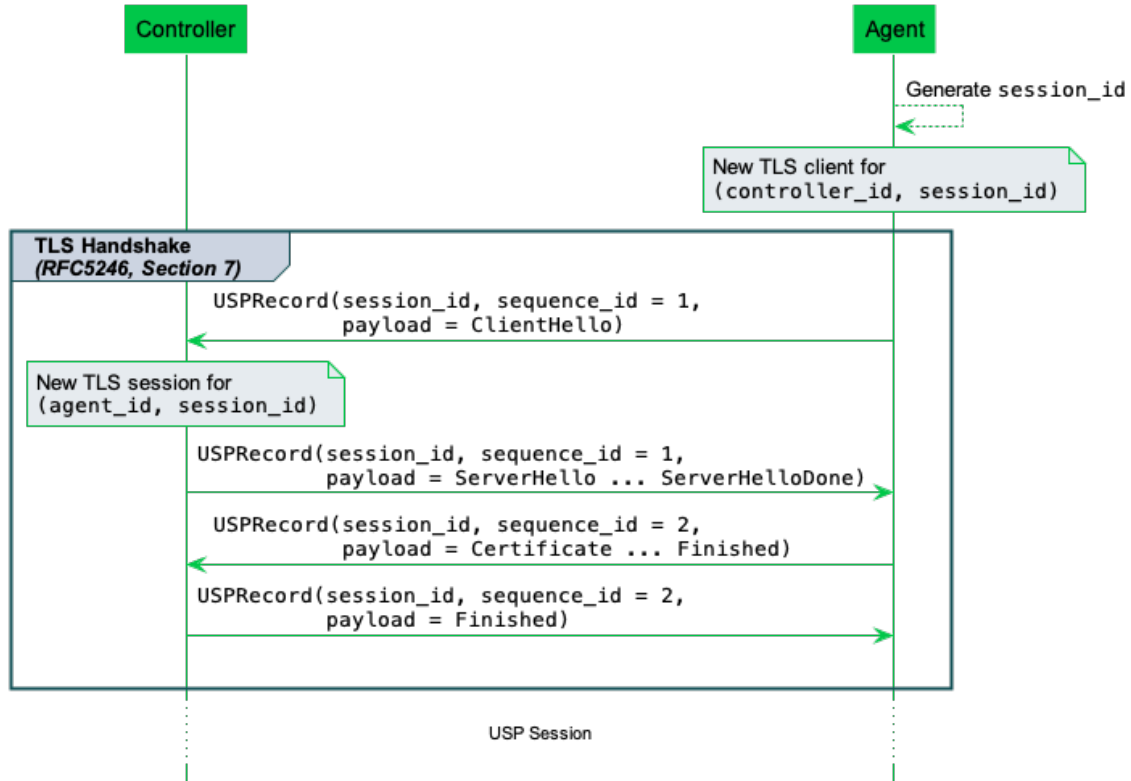 Controller
Agent
Generate session_id
New TLS client for
(controller_id, session_id)
TLS Handshake
(RFC5246, Section 7)
USPRecord(session_id, sequence_id = 1,
payload = ClientHello)
New TLS session for
(agent_id, session_id)
USPRecord(session_id, sequence_id = 1,
payload = ServerHello ... ServerHelloDone)
USPRecord(session_id, sequence_id = 2,
payload = Certificate ... Finished)
USPRecord(session_id, sequence_id = 2,
payload = Finished)
USP Session